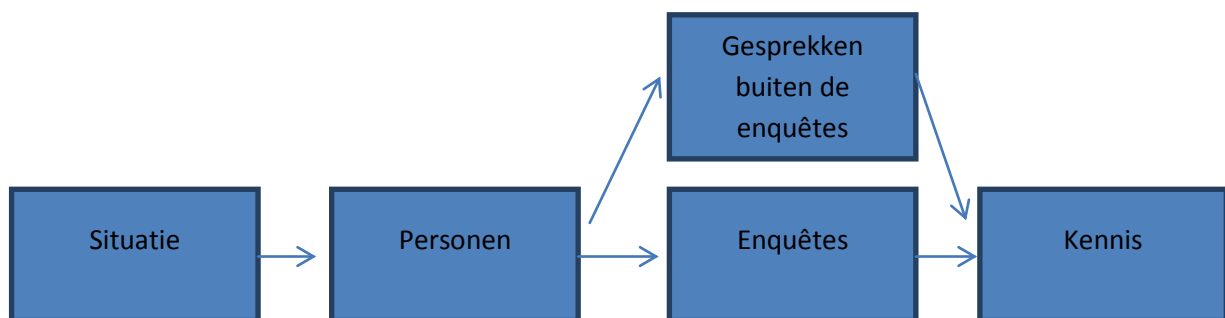 Gesprekken
buiten de
enquêtes
Situatie
Personen
Enquêtes
Kennis